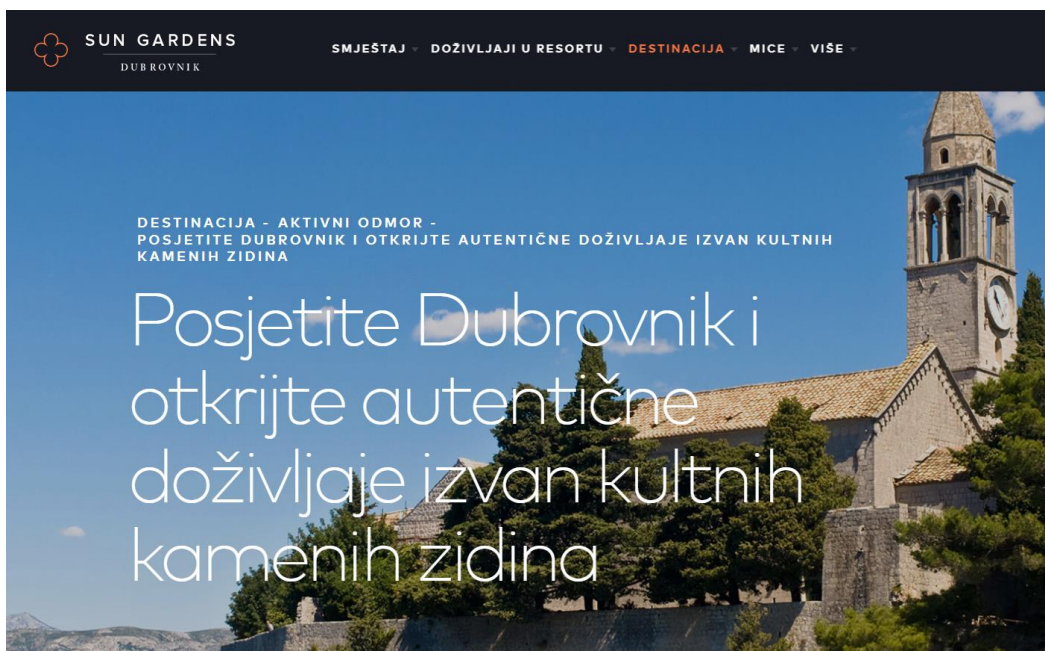 SUN GARDENS
DUBROVNIK
SMJEŠTAJ DOŽIVLJAJI U RESORTU DESTINACIJA MICE VIŠE
DESTINACIJA - AKTIVNI ODMOR -
POSJETITE DUBROVNIK I OTKRIJTE AUTENTIČNE DOŽIVLJAJE IZVAN KULTNIH
KAMENIH ZIDINA
Posjetite Dubrovnik i
otkrijte autentične
doživljaje izvan kultnih
kamenih zidina